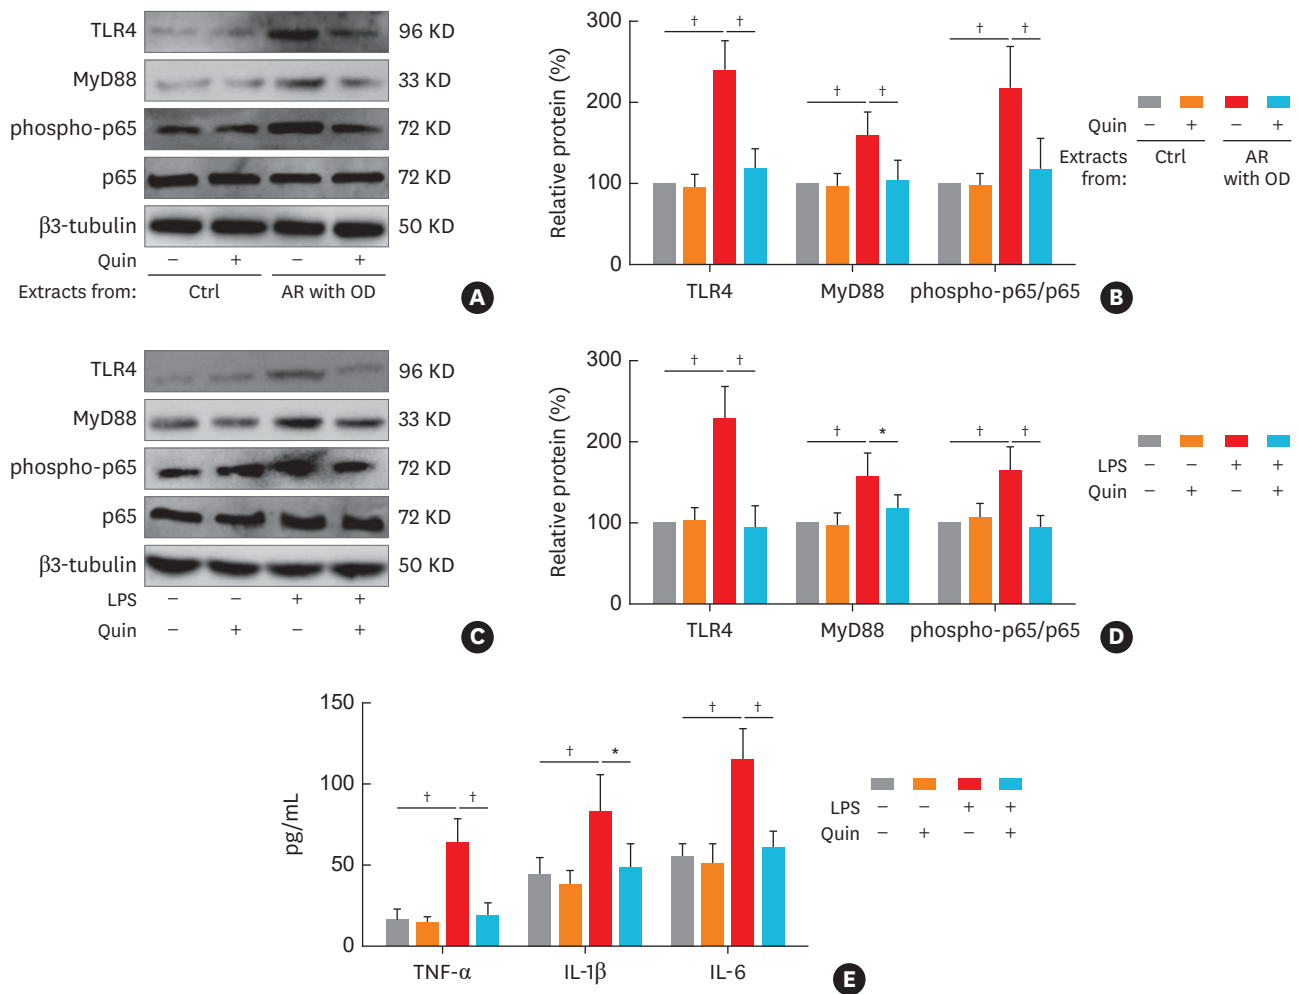 TLR4 96 KD
MyD88 33 KD
phospho-p65 72 KD
p65 72 KD
β3-tubulin 50 KD
Quin − + − +
Extracts from: Ctrl AR with OD
A
Relative protein (%)
300
200
100
0
† †
† †
† †
TLR4 MyD88 phospho-p65/p65
Quin − + − +
Extracts from: Ctrl AR with OD
B
TLR4 96 KD
MyD88 33 KD
phospho-p65 72 KD
p65 72 KD
β3-tubulin 50 KD
LPS − − + +
Quin − + − +
C
Relative protein (%)
300
200
100
0
† †
† *
† †
TLR4 MyD88 phospho-p65/p65
LPS − − + +
Quin − + − +
D
pg/mL
150
100
50
0
† †
† *
† †
TNF-α IL-1β IL-6
LPS − − + +
Quin − + − +
E